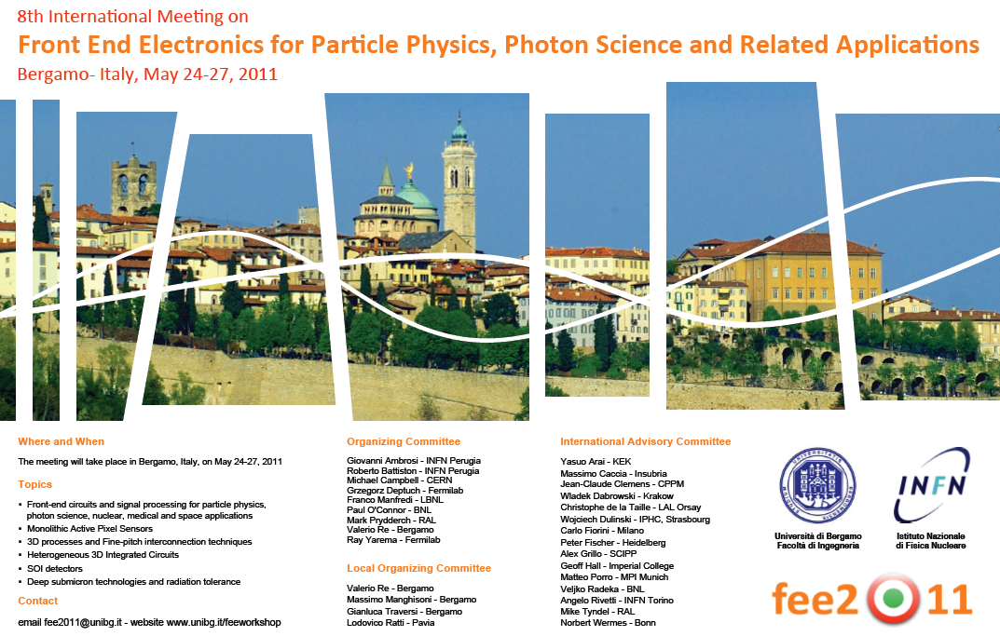 8th International Meeting on
Front End Electronics for Particle Physics, Photon Science and Related Applications
Bergamo- Italy, May 24-27, 2011
Where and When
The meeting will take place in Bergamo, Italy, on May 24-27, 2011
Topics
• Front-end circuits and signal processing for particle physics,
photon science, nuclear, medical and space applications
• Monolithic Active Pixel Sensors
• 3D processes and Fine-pitch interconnection techniques
• Heterogeneous 3D Integrated Circuits
• SOI detectors
• Deep submicron technologies and radiation tolerance
Contact
email fee2011@unibg.it - website www.unibg.it/feeworkshop
Organizing Committee
Giovanni Ambrosi - INFN Perugia
Roberto Battiston - INFN Perugia
Michael Campbell - CERN
Grzegorz Deptuch - Fermilab
Franco Manfredi - LBNL
Paul O'Connor - BNL
Mark Prydderch - RAL
Valerio Re - Bergamo
Ray Yarema - Fermilab
Local Organizing Committee
Valerio Re - Bergamo
Massimo Manghisoni - Bergamo
Gianluca Traversi - Bergamo
Lodovico Ratti - Pavia
International Advisory Committee
Yasuo Arai - KEK
Massimo Caccia - Insubria
Jean-Claude Clemens - CPPM
Wladek Dabrowski - Krakow
Christophe de la Taille - LAL Orsay
Wojciech Dulinski - IPHC, Strasbourg
Carlo Fiorini - Milano
Peter Fischer - Heidelberg
Alex Grillo - SCIPP
Geoff Hall - Imperial College
Matteo Porro - MPI Munich
Veljko Radeka - BNL
Angelo Rivetti - INFN Torino
Mike Tyndel - RAL
Norbert Wermes - Bonn
Università di Bergamo
Facoltà di Ingegneria
INFN
Istituto Nazionale
di Fisica Nucleare
fee2 11